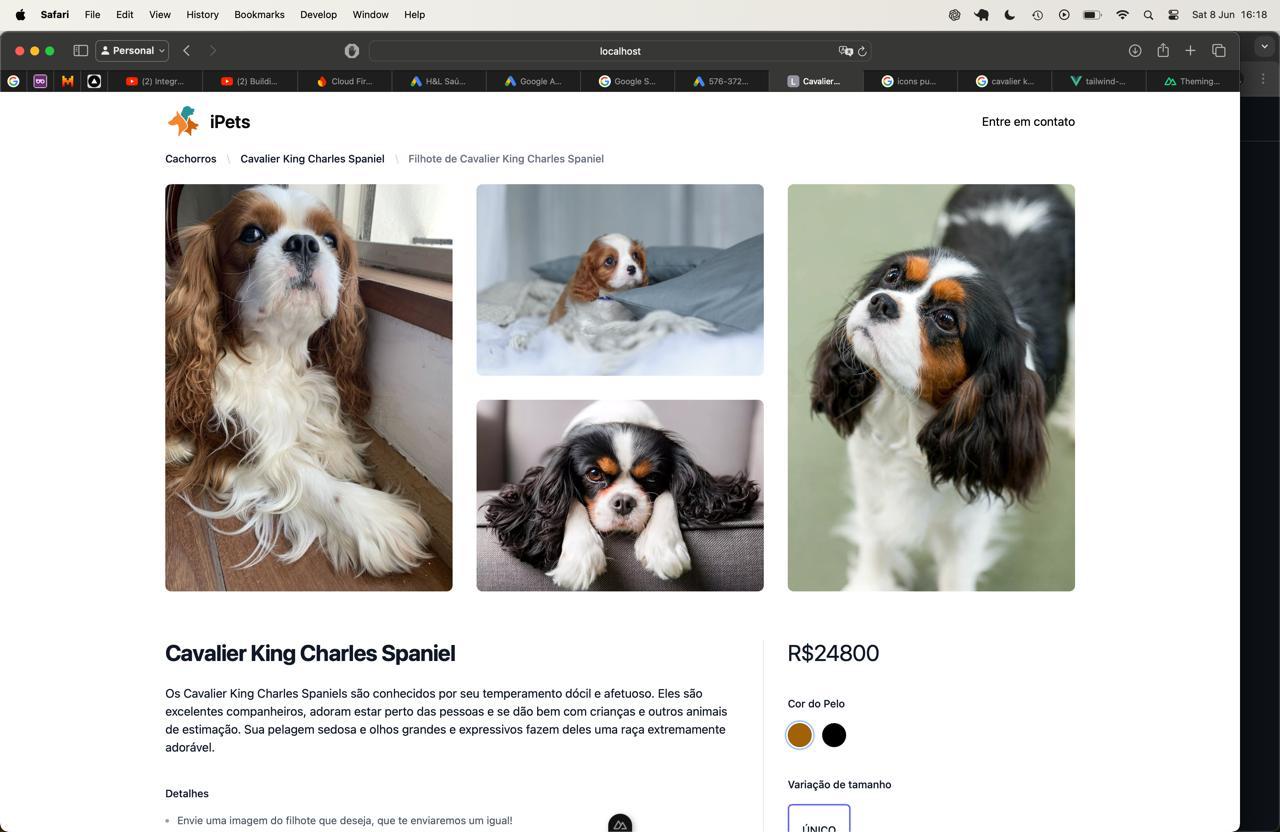 Safari File Edit View History Bookmarks Develop Window Help Sat 8 Jun 16:18
Personal localhost
(2) Integr... (2) Buildi... Cloud Fir... H&L Saú... Google A... Google S... 576-372... L Cavalier... icons pu... cavalier k... tailwind-... Theming...
iPets Entre em contato
Cachorros \ Cavalier King Charles Spaniel \ Filhote de Cavalier King Charles Spaniel
Cavalier King Charles Spaniel
Os Cavalier King Charles Spaniels são conhecidos por seu temperamento dócil e afetuoso. Eles são
excelentes companheiros, adoram estar perto das pessoas e se dão bem com crianças e outros animais
de estimação. Sua pelagem sedosa e olhos grandes e expressivos fazem deles uma raça extremamente
adorável.
Detalhes
Envie uma imagem do filhote que deseja, que te enviaremos um igual!
R$24800
Cor do Pelo
Variação de tamanho
ÚNICO